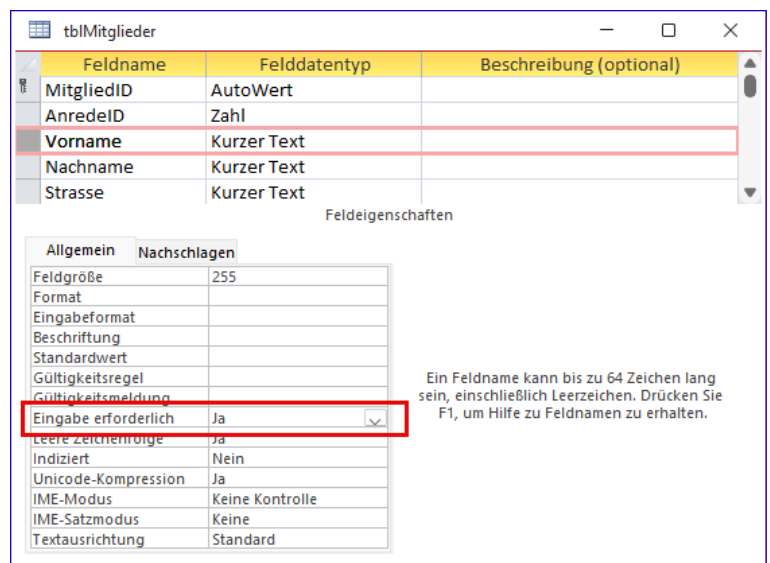 tblMitglieder
Feldname Felddatentyp Beschreibung (optional)
MitgliedID AutoWert
AnredeID Zahl
Vorname Kurzer Text
Nachname Kurzer Text
Strasse Kurzer Text
Feldeigenschaften
Allgemein Nachschlagen
Feldgröße 255
Format
Eingabeformat
Beschriftung
Standardwert
Gültigkeitsregel
Gültigkeitsmeldung
Eingabe erforderlich Ja
Leere Zeichenfolge Ja
Indiziert Nein
Unicode-Kompression Ja
IME-Modus Keine Kontrolle
IME-Satzmodus Keine
Textausrichtung Standard
Ein Feldname kann bis zu 64 Zeichen lang
sein, einschließlich Leerzeichen. Drücken Sie
F1, um Hilfe zu Feldnamen zu erhalten.